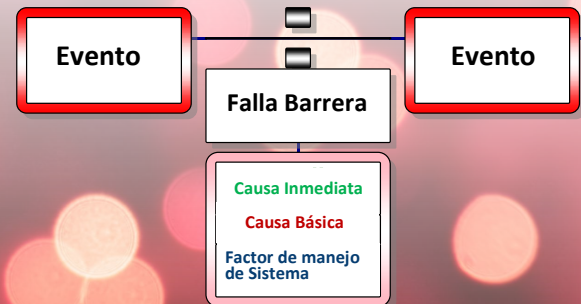 Evento
Evento
Falla Barrera
Causa Inmediata
Causa Básica
Factor de manejo
de Sistema